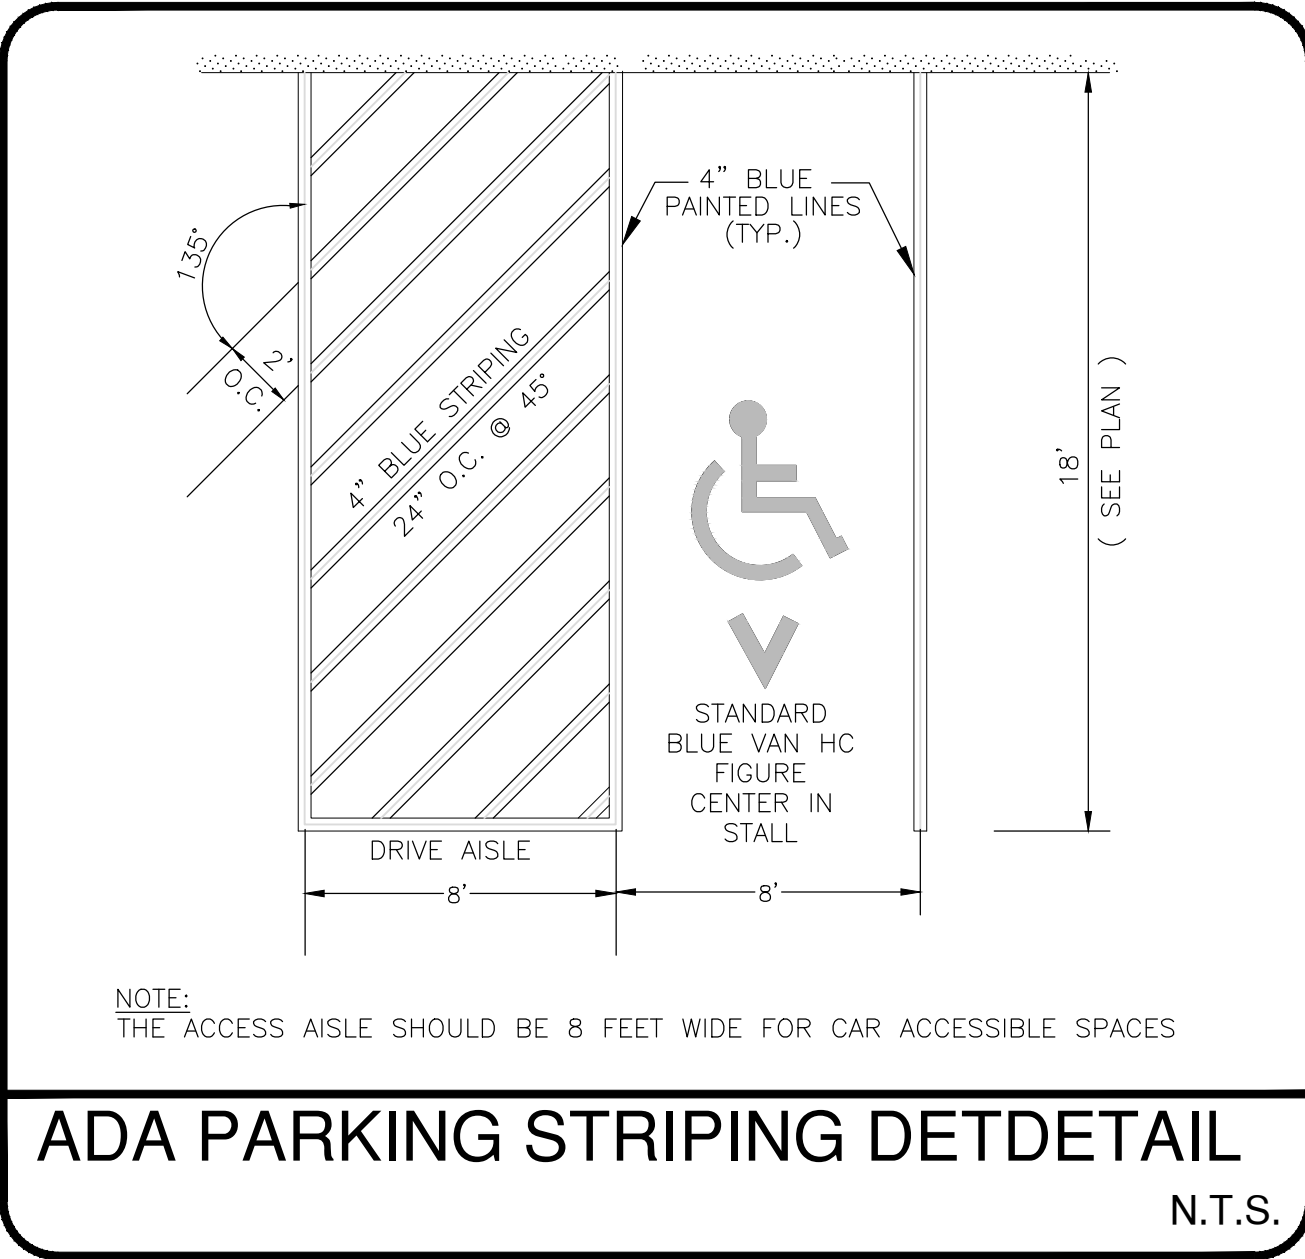 4” BLUE
PAINTED LINES
(TYP.)
135°
2'
O.C.
4” BLUE STRIPING
24” O.C. @ 45°
18'
( SEE PLAN )
V
STANDARD
BLUE VAN HC
FIGURE
CENTER IN
STALL
DRIVE AISLE
8'
8'
NOTE:
THE ACCESS AISLE SHOULD BE 8 FEET WIDE FOR CAR ACCESSIBLE SPACES
ADA PARKING STRIPING DETDETAIL
N.T.S.